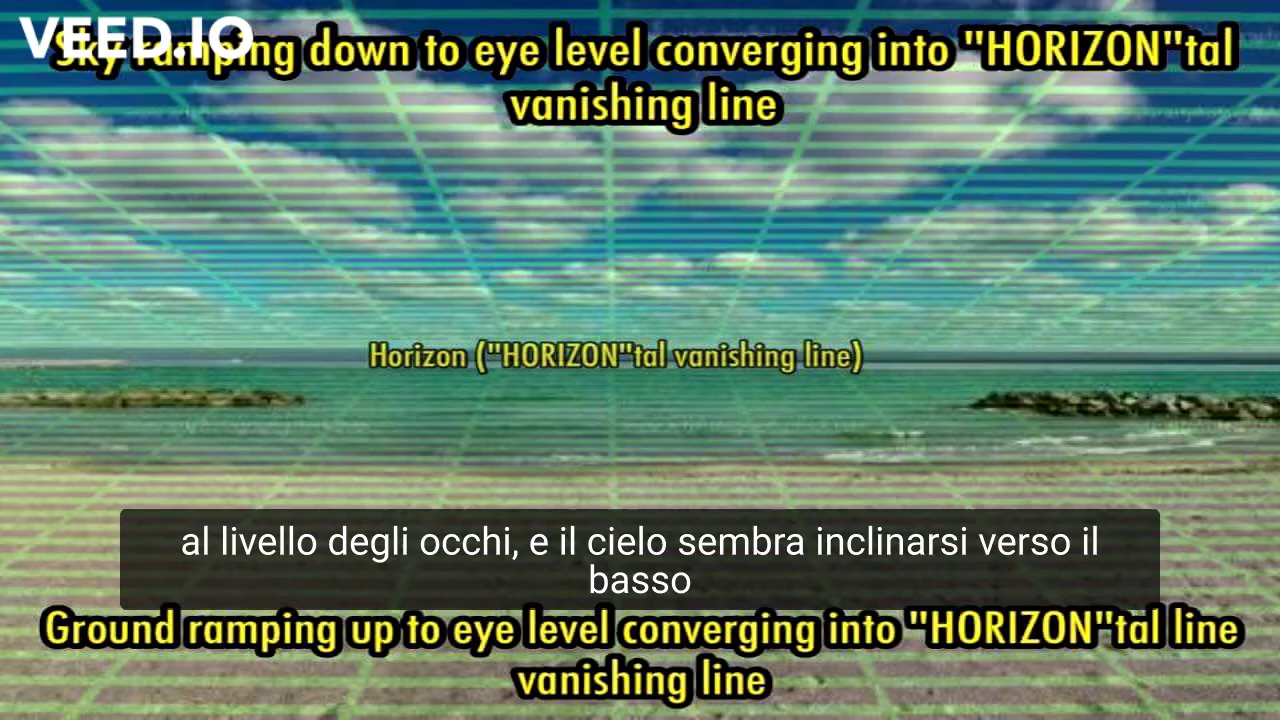 VEED.IO
Sky ramping down to eye level converging into "HORIZON"tal
vanishing line
Horizon ("HORIZON"tal vanishing line)
al livello degli occhi, e il cielo sembra inclinarsi verso il
basso
Ground ramping up to eye level converging into "HORIZON"tal line
vanishing line